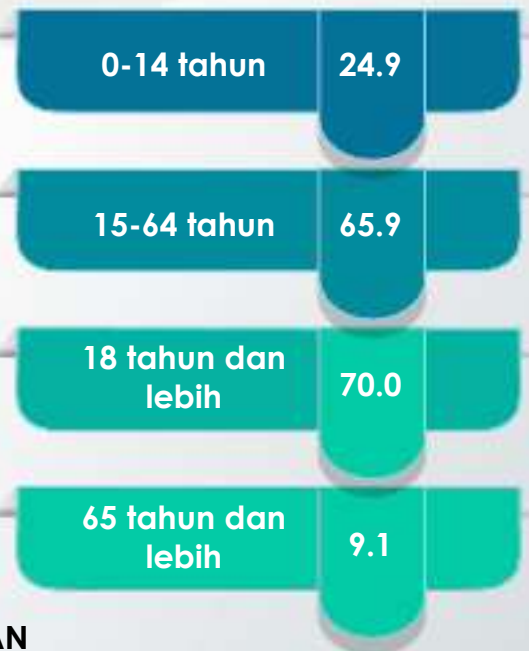 0-14 tahun 24.9
15-64 tahun 65.9
18 tahun dan
lebih 70.0
65 tahun dan
lebih 9.1
AN